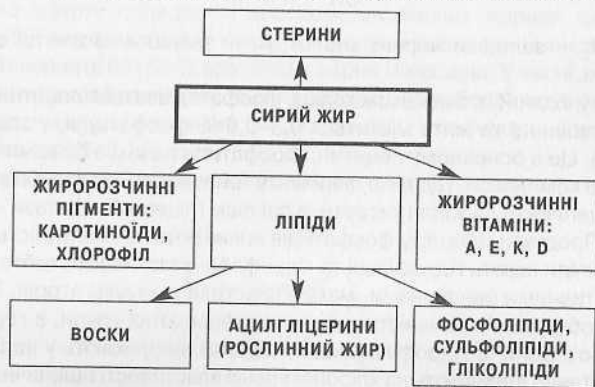 СТЕРИНИ
СИРИЙ ЖИР
ЖИРОРОЗЧИННІ
ПІГМЕНТИ:
КАРОТИНОЇДИ,
ХЛОРОФІЛ
ЛІПІДИ
ЖИРОРОЗЧИННІ
ВІТАМІНИ:
А, Е, К, D
ВОСКИ
АЦИЛГЛІЦЕРИНИ
(РОСЛИННИЙ ЖИР)
ФОСФОЛІПІДИ,
СУЛЬФОЛІПІДИ,
ГЛІКОЛІПІДИ